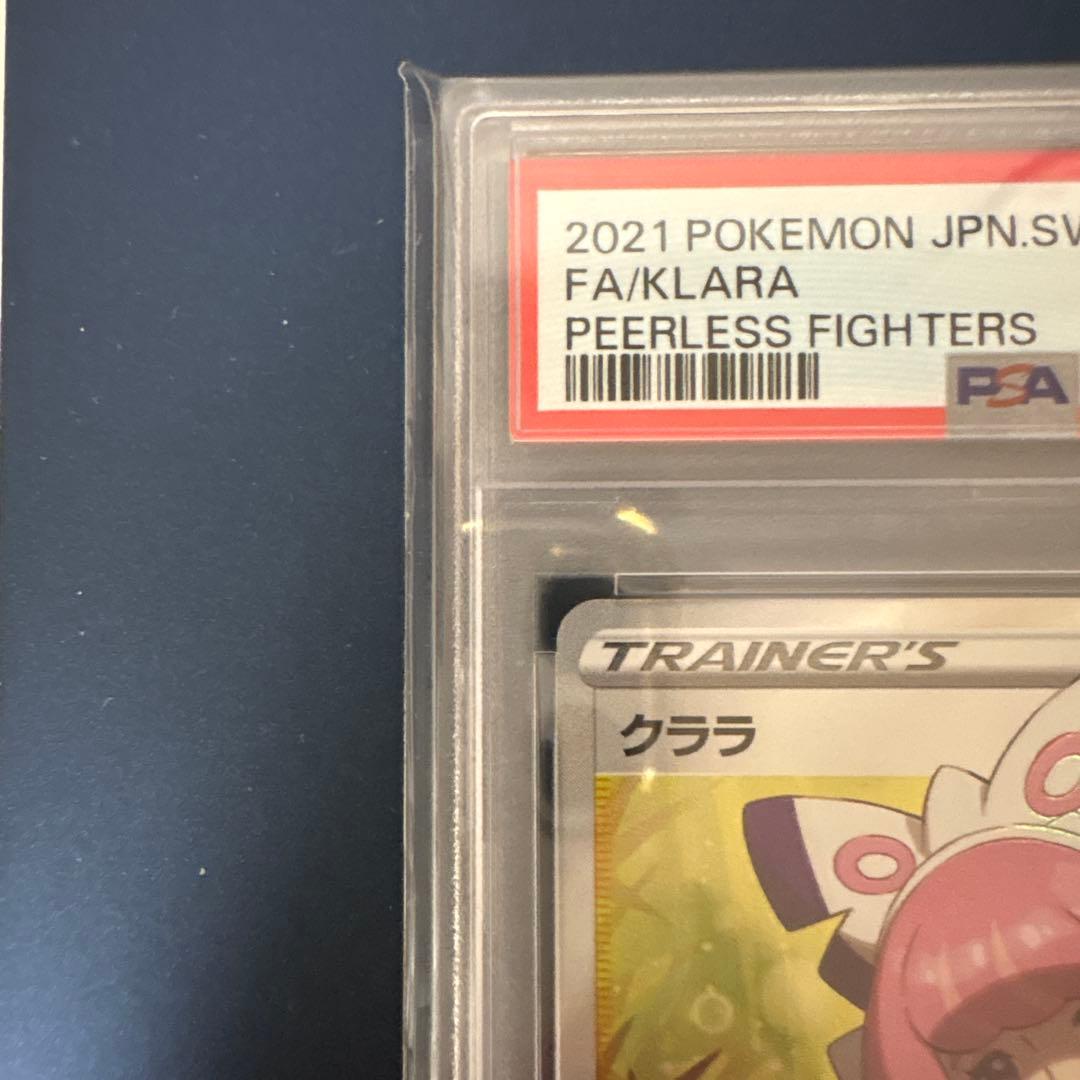 2021 POKEMON JPN.SW
FA/KLARA
PEERLESS FIGHTERS
PSA
TRAINER'S
クララ